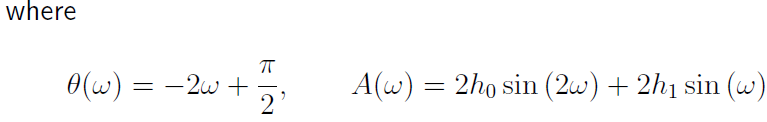 where
θ(ω) = −2ω + π/2,    A(ω) = 2h₀ sin (2ω) + 2h₁ sin (ω)